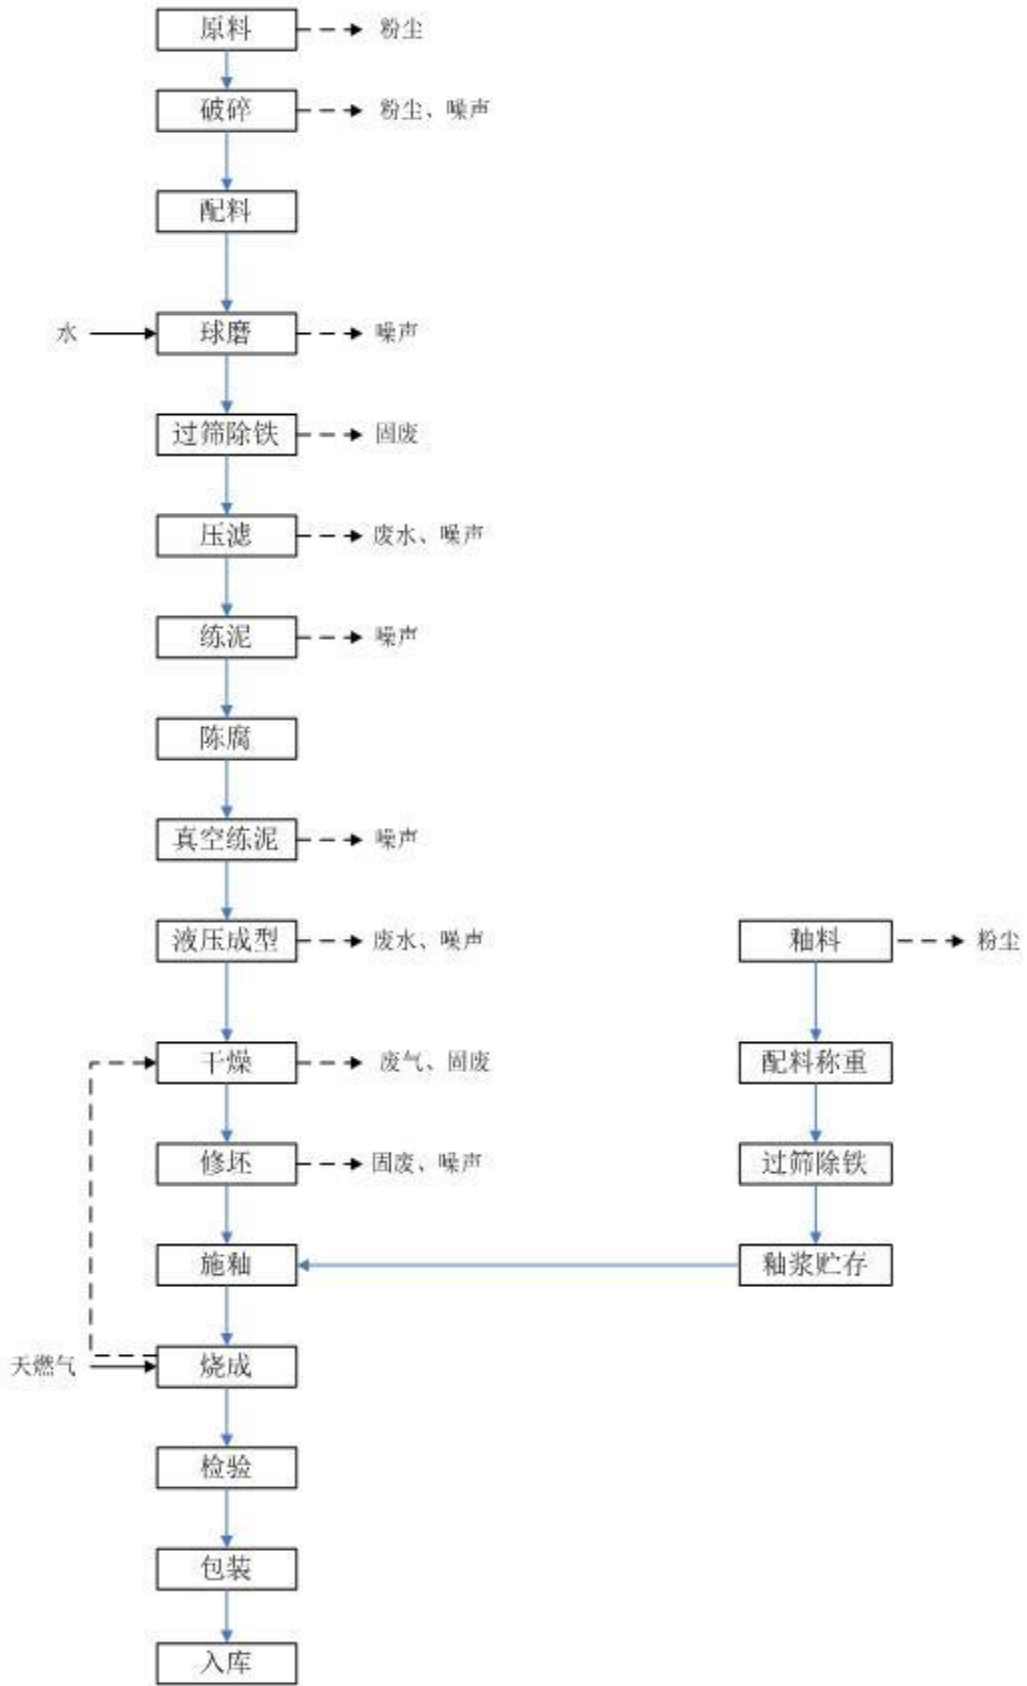 原料 粉尘
破碎 粉尘、噪声
配料
水 球磨 噪声
过筛除铁 固废
压滤 废水、噪声
练泥 噪声
陈腐
真空练泥 噪声
液压成型 废水、噪声 釉料 粉尘
干燥 废气、固废 配料称重
修坯 固废、噪声 过筛除铁
施釉 釉浆贮存
天燃气 烧成
检验
包装
入库